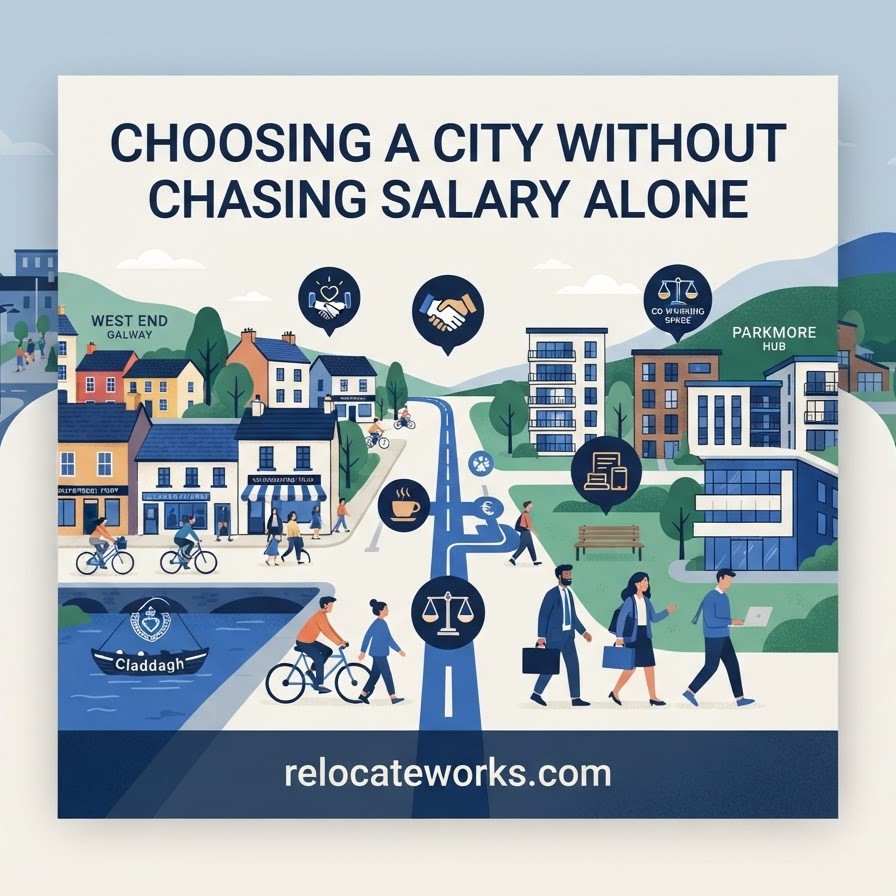 CHOOSING A CITY WITHOUT
CHASING SALARY ALONE
WEST END
GALWAY
PARKMORE
HUB
Claddagh
relocateworks.com